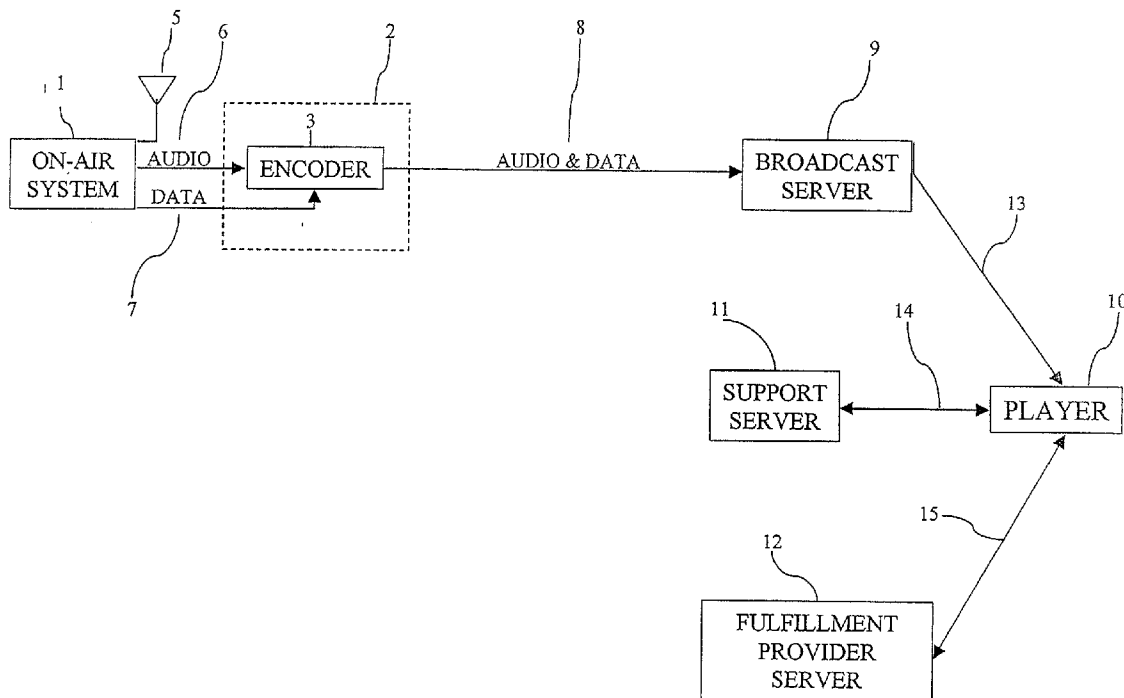 5
6
2
8
9
1
3
ON-AIR
SYSTEM
AUDIO
ENCODER
AUDIO & DATA
BROADCAST
SERVER
DATA
7
13
10
11
14
SUPPORT
SERVER
PLAYER
15
12
FULFILLMENT
PROVIDER
SERVER